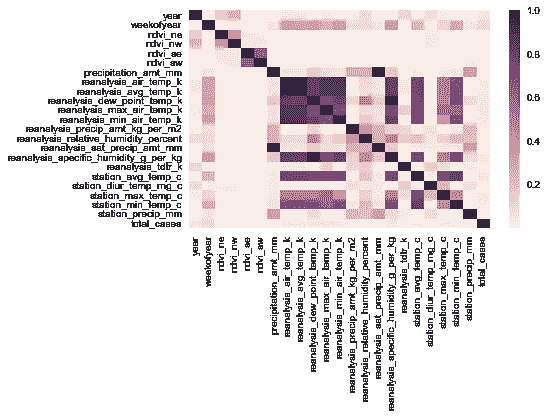 year
weekofyear
ndvi_ne
ndvi_nw
ndvi_se
ndvi_sw
precipitation_amt_mm
reanalysis_air_temp_k
reanalysis_avg_temp_k
reanalysis_dew_point_temp_k
reanalysis_max_air_temp_k
reanalysis_min_air_temp_k
reanalysis_precip_amt_kg_per_m2
reanalysis_relative_humidity_percent
reanalysis_sat_precip_amt_mm
reanalysis_specific_humidity_g_per_kg
reanalysis_tdtr_k
station_avg_temp_c
station_diur_temp_rng_c
station_max_temp_c
station_min_temp_c
station_precip_mm
total_cases
year
weekofyear
ndvi_ne
ndvi_nw
ndvi_se
ndvi_sw
precipitation_amt_mm
reanalysis_air_temp_k
reanalysis_avg_temp_k
reanalysis_dew_point_temp_k
reanalysis_max_air_temp_k
reanalysis_min_air_temp_k
reanalysis_precip_amt_kg_per_m2
reanalysis_relative_humidity_percent
reanalysis_sat_precip_amt_mm
reanalysis_specific_humidity_g_per_kg
reanalysis_tdtr_k
station_avg_temp_c
station_diur_temp_rng_c
station_max_temp_c
station_min_temp_c
station_precip_mm
total_cases
1.0
0.8
0.6
0.4
0.2